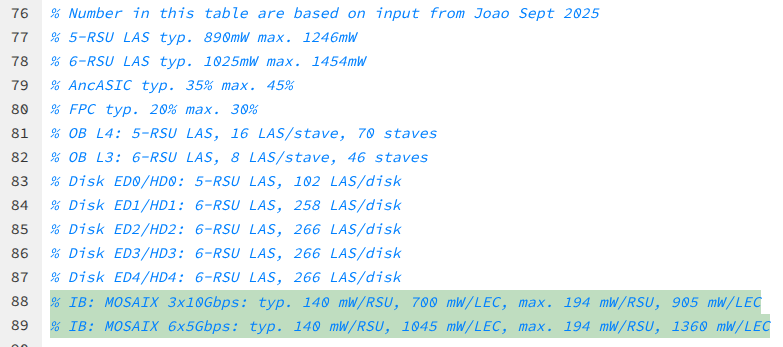 76 % Number in this table are based on input from Joao Sept 2025
77 % 5-RSU LAS typ. 890mW max. 1246mW
78 % 6-RSU LAS typ. 1025mW max. 1454mW
79 % AncASIC typ. 35% max. 45%
80 % FPC typ. 20% max. 30%
81 % OB L4: 5-RSU LAS, 16 LAS/stave, 70 staves
82 % OB L3: 6-RSU LAS, 8 LAS/stave, 46 staves
83 % Disk ED0/HD0: 5-RSU LAS, 102 LAS/disk
84 % Disk ED1/HD1: 6-RSU LAS, 258 LAS/disk
85 % Disk ED2/HD2: 6-RSU LAS, 266 LAS/disk
86 % Disk ED3/HD3: 6-RSU LAS, 266 LAS/disk
87 % Disk ED4/HD4: 6-RSU LAS, 266 LAS/disk
88 % IB: MOSAIX 3x10Gbps: typ. 140 mW/RSU, 700 mW/LEC, max. 194 mW/RSU, 905 mW/LEC
89 % IB: MOSAIX 6x5Gbps: typ. 140 mW/RSU, 1045 mW/LEC, max. 194 mW/RSU, 1360 mW/LEC